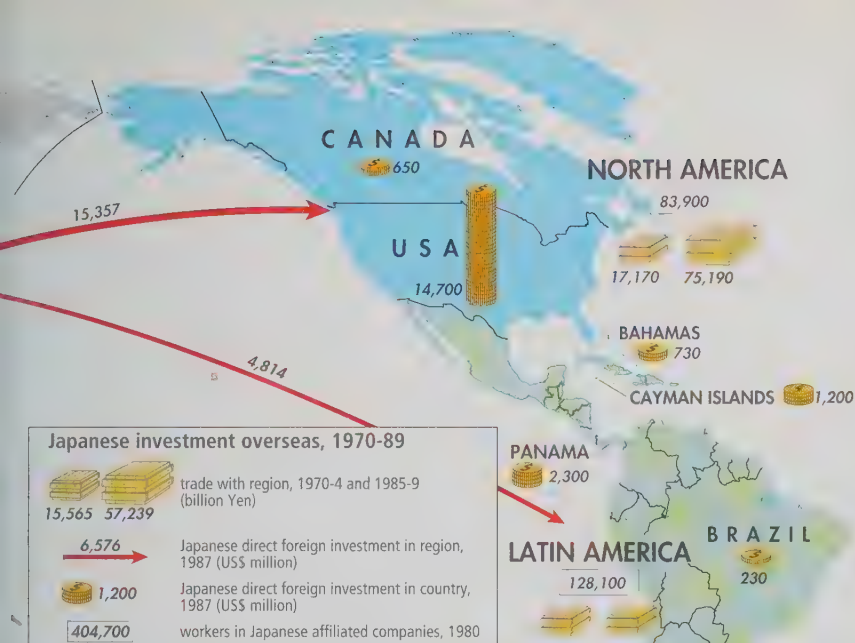 CANADA
650
NORTH AMERICA
83,900
15,357
USA
14,700
17,170 75,190
BAHAMAS
730
4,814
CAYMAN ISLANDS 1,200
Japanese investment overseas, 1970-89
trade with region, 1970-4 and 1985-9
(billion Yen)
15,565 57,239
6,576
Japanese direct foreign investment in region,
1987 (US$ million)
1,200
Japanese direct foreign investment in country,
1987 (US$ million)
404,700 workers in Japanese affiliated companies, 1980
PANAMA
2,300
LATIN AMERICA
128,100
BRAZIL
230